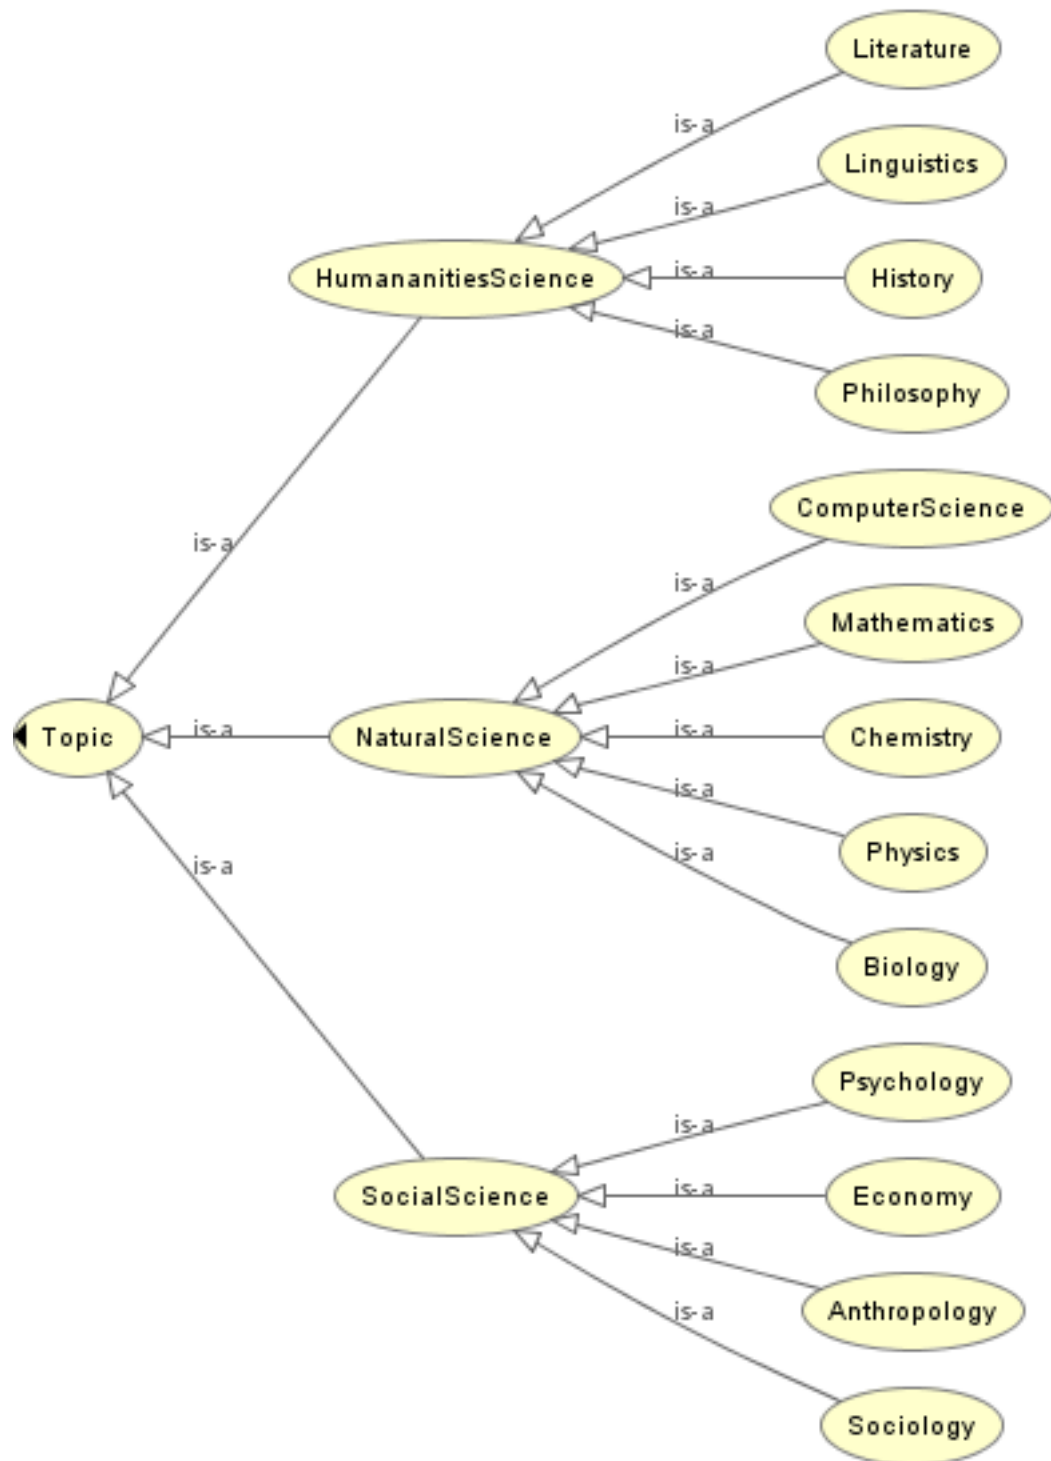 Literature
is-a
Linguistics
is-a
HumananitiesScience
is-a
History
is-a
Philosophy
ComputerScience
is-a
is-a
Mathematics
is-a
Topic
is-a
NaturalScience
is-a
Chemistry
is-a
Physics
is-a
is-a
Biology
Psychology
is-a
SocialScience
is-a
Economy
is-a
Anthropology
is-a
Sociology